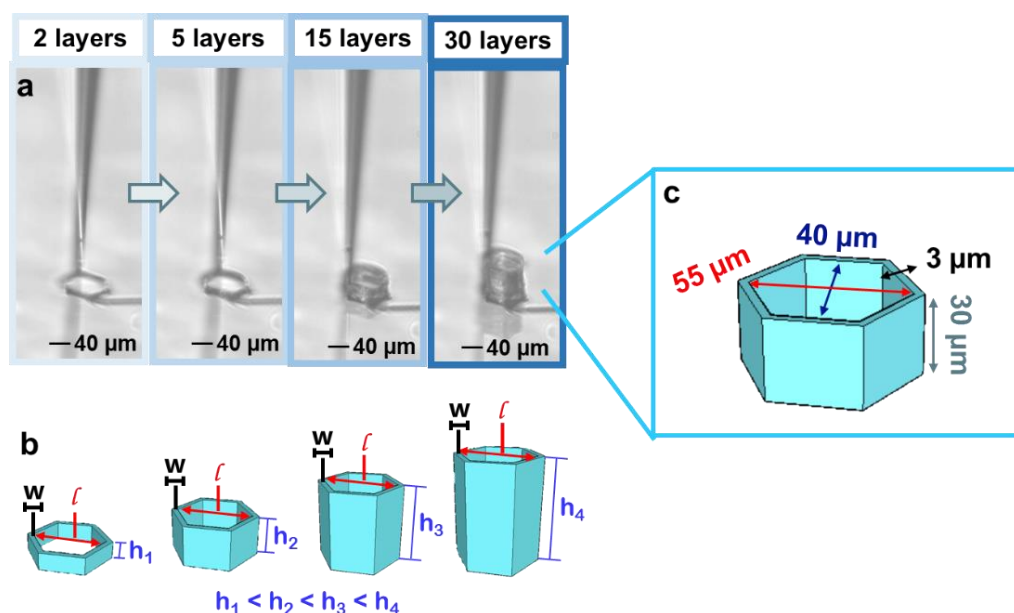 2 layers
5 layers
15 layers
30 layers
a
40 µm
40 µm
40 µm
40 µm
c
40 µm
55 µm
3 µm
30 µm
b
w
l
h₁
w
l
h₂
w
l
h₃
w
l
h₄
h₁ < h₂ < h₃ < h₄